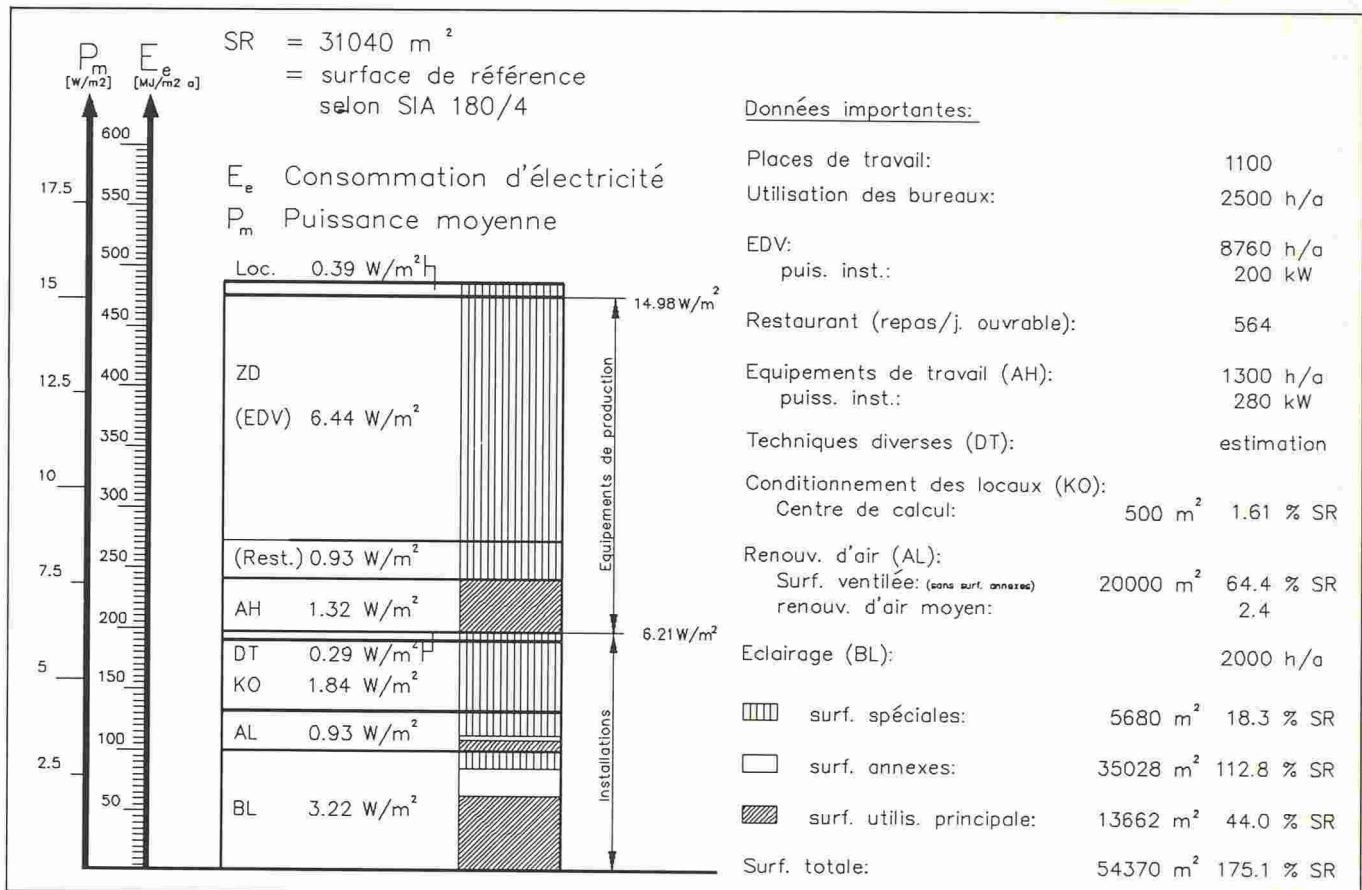 P_m E_e
[W/m2] [MJ/m2 a]
SR = 31040 m²
= surface de référence
selon SIA 180/4
E_e Consommation d'électricité
P_m Puissance moyenne
17.5
15
12.5
10
7.5
5
2.5
600
550
500
450
400
350
300
250
200
150
100
50
Loc. 0.39 W/m²
ZD
(EDV) 6.44 W/m²
(Rest.) 0.93 W/m²
AH 1.32 W/m²
DT 0.29 W/m²
KO 1.84 W/m²
AL 0.93 W/m²
BL 3.22 W/m²
14.98 W/m²
Equipements de production
6.21 W/m²
Installations
Données importantes:
Places de travail: 1100
Utilisation des bureaux: 2500 h/a
EDV: 8760 h/a
puis. inst.: 200 kW
Restaurant (repas/j. ouvrable): 564
Equipements de travail (AH): 1300 h/a
puiss. inst.: 280 kW
Techniques diverses (DT): estimation
Conditionnement des locaux (KO):
Centre de calcul: 500 m² 1.61 % SR
Renouv. d'air (AL):
Surf. ventilée: (sans surf. annexes) 20000 m² 64.4 % SR
renouv. d'air moyen: 2.4
Eclairage (BL): 2000 h/a
surf. spéciales: 5680 m² 18.3 % SR
surf. annexes: 35028 m² 112.8 % SR
surf. utilis. principale: 13662 m² 44.0 % SR
Surf. totale: 54370 m² 175.1 % SR